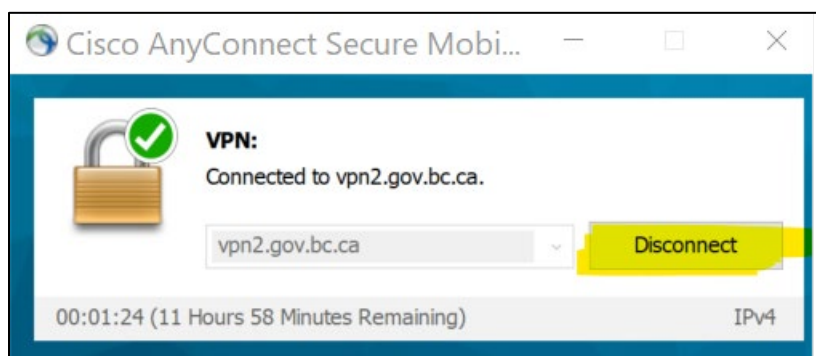 Cisco AnyConnect Secure Mobi...
VPN:
Connected to vpn2.gov.bc.ca.
vpn2.gov.bc.ca
Disconnect
00:01:24 (11 Hours 58 Minutes Remaining)
IPv4